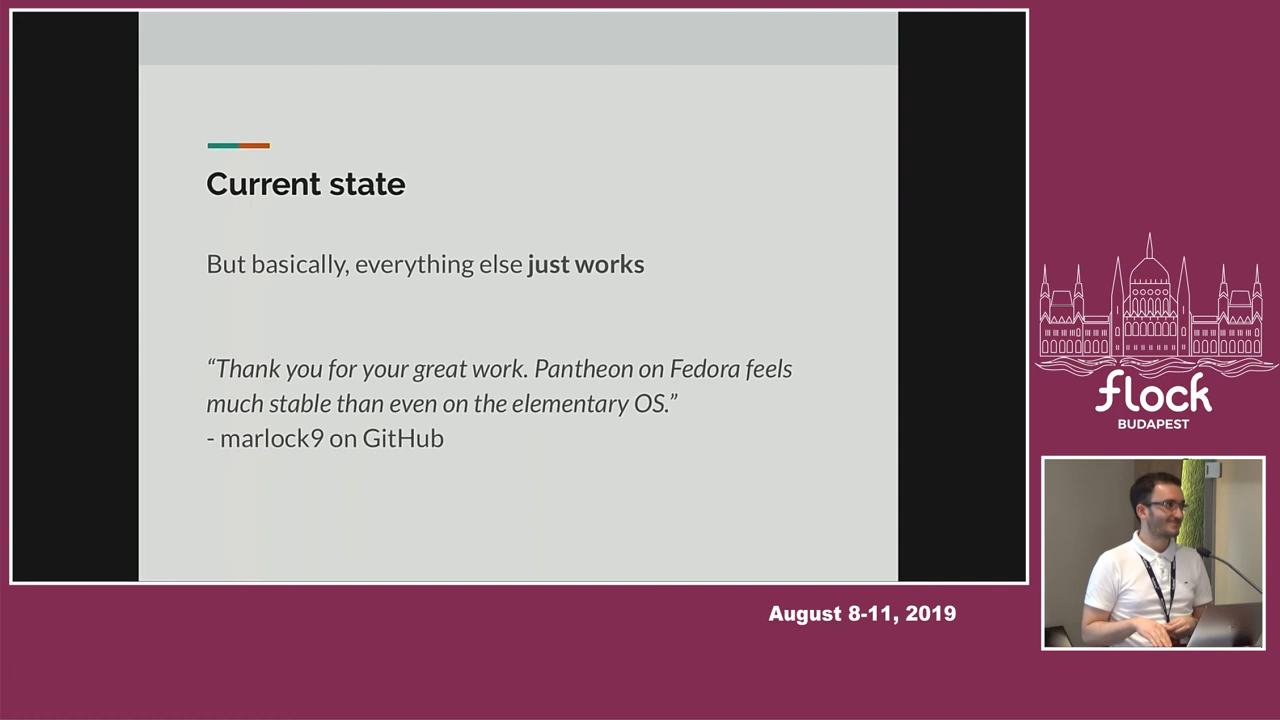 Current state
But basically, everything else just works
“Thank you for your great work. Pantheon on Fedora feels
much stable than even on the elementary OS.”
- marlock9 on GitHub
flock
BUDAPEST
August 8-11, 2019